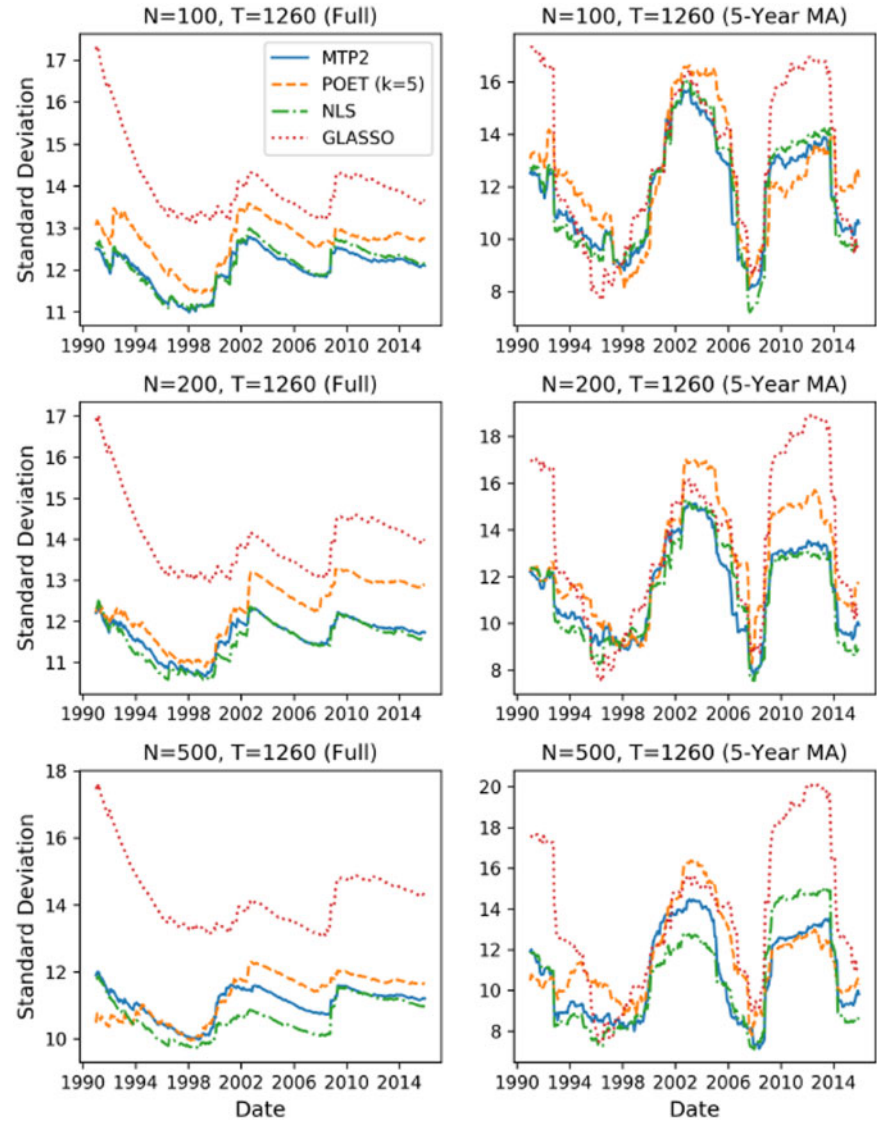 N=100, T=1260 (Full)
N=100, T=1260 (5-Year MA)
Standard Deviation
17
16
15
14
13
12
11
MTP2
POET (k=5)
NLS
GLASSO
1990 1994 1998 2002 2006 2010 2014
16
14
12
10
8
1990 1994 1998 2002 2006 2010 2014
N=200, T=1260 (Full)
N=200, T=1260 (5-Year MA)
Standard Deviation
17
16
15
14
13
12
11
1990 1994 1998 2002 2006 2010 2014
18
16
14
12
10
8
1990 1994 1998 2002 2006 2010 2014
N=500, T=1260 (Full)
N=500, T=1260 (5-Year MA)
Standard Deviation
18
16
14
12
10
1990 1994 1998 2002 2006 2010 2014
Date
20
18
16
14
12
10
8
1990 1994 1998 2002 2006 2010 2014
Date